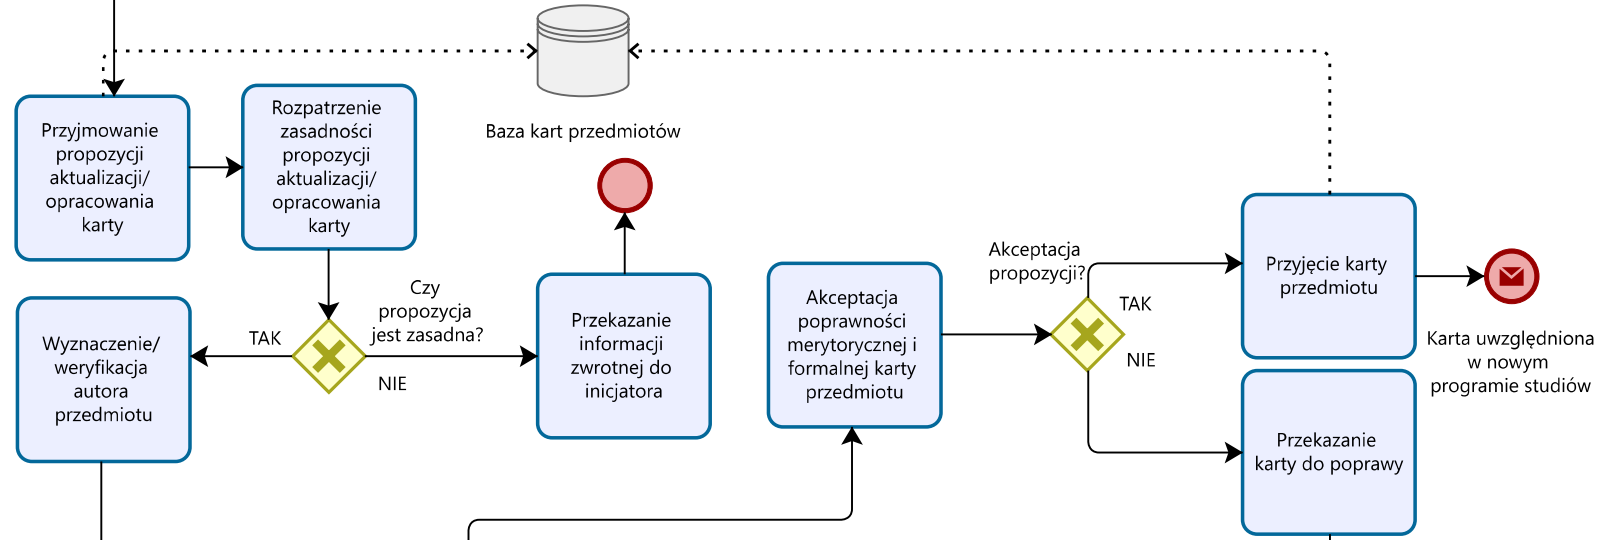 Przyjmowanie
propozycji
aktualizacji/
opracowania
karty
Rozpatrzenie
zasadności
propozycji
aktualizacji/
opracowania
karty
Baza kart przedmiotów
Wyznaczenie/
weryfikacja
autora
przedmiotu
TAK
Czy
propozycja
jest zasadna?
NIE
Przekazanie
informacji
zwrotnej do
inicjatora
Akceptacja
poprawności
merytorycznej i
formalnej karty
przedmiotu
Akceptacja
propozycji?
TAK
NIE
Przyjęcie karty
przedmiotu
Karta uwzględniona
w nowym
programie studiów
Przekazanie
karty do poprawy